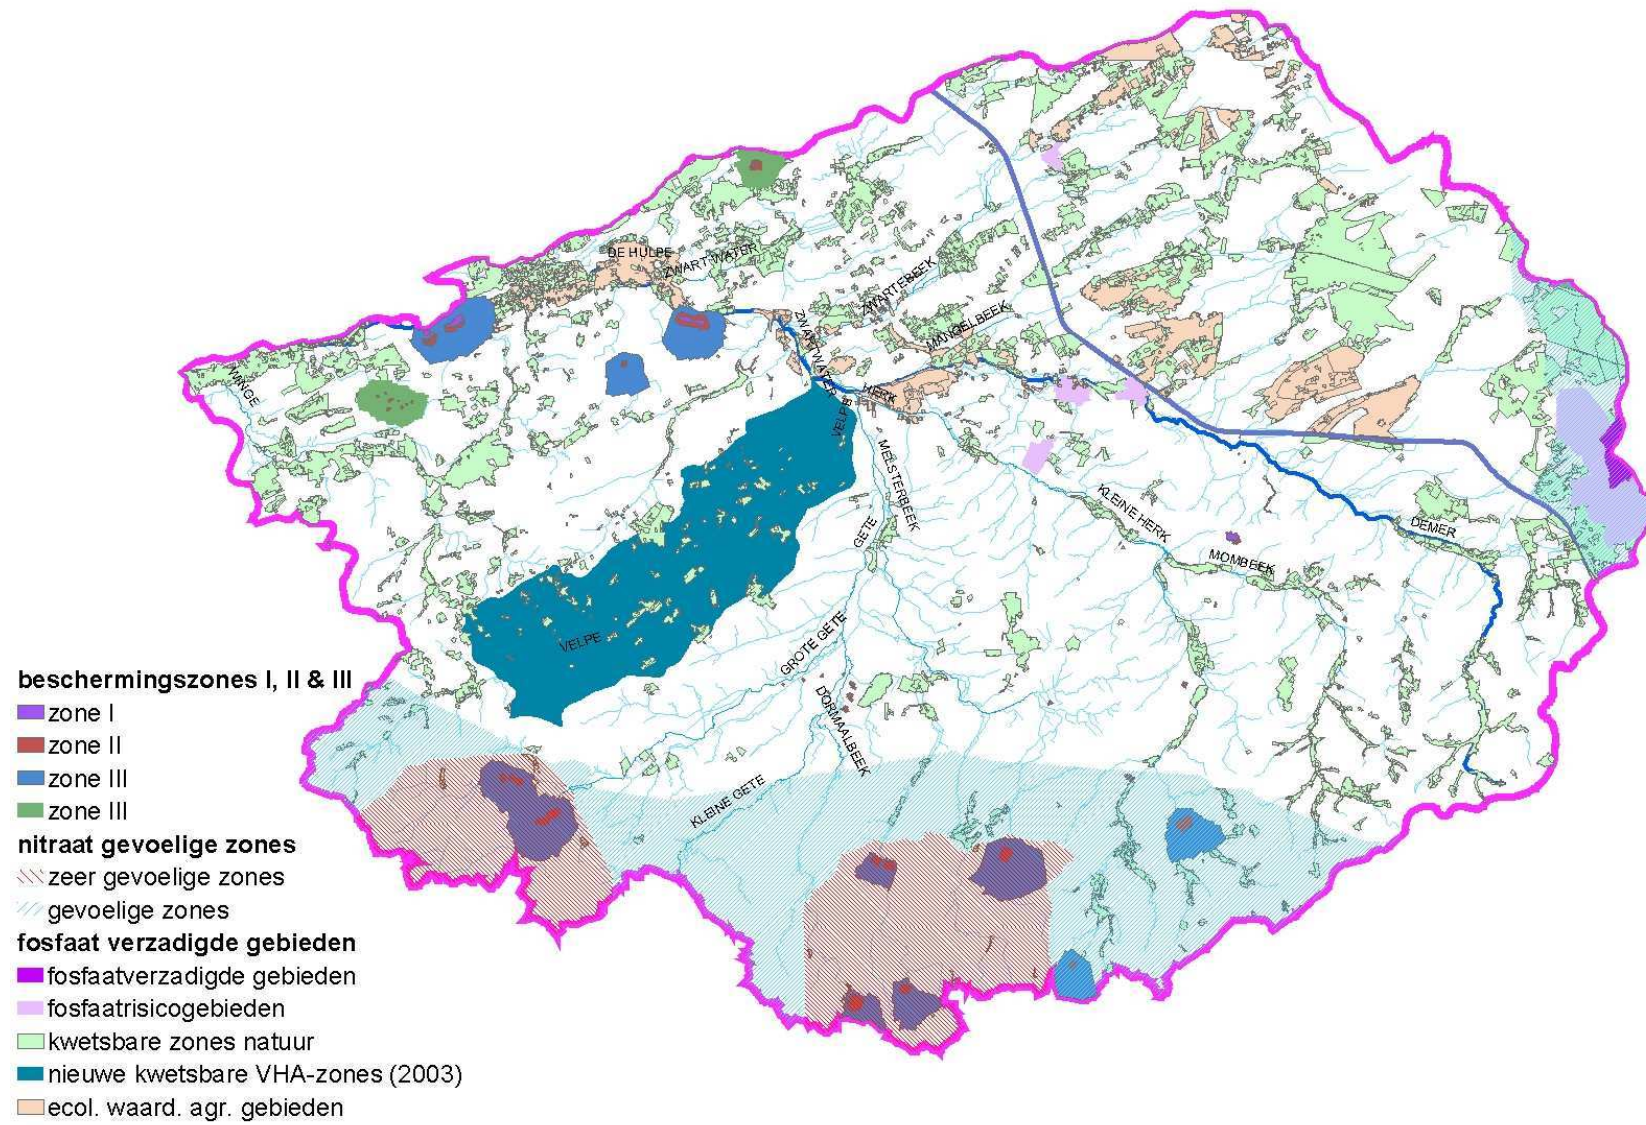 DE HULPE
ZWART WATER
ZWARTEBEEK
MANGELBEEK
ZWARTWATER
WINGE
HERK
VELPE
MELSTERBEEK
GETE
KLEINE HERK
MOMBEEK
DEMER
VELPE
GROTE GETE
DORMAALBEEK
KLEINE GETE
beschermingszones I, II & III
zone I
zone II
zone III
zone III
nitraat gevoelige zones
zeer gevoelige zones
gevoelige zones
fosfaat verzadigde gebieden
fosfaatverzadigde gebieden
fosfaatrisicogebieden
kwetsbare zones natuur
nieuwe kwetsbare VHA-zones (2003)
ecol. waard. agr. gebieden